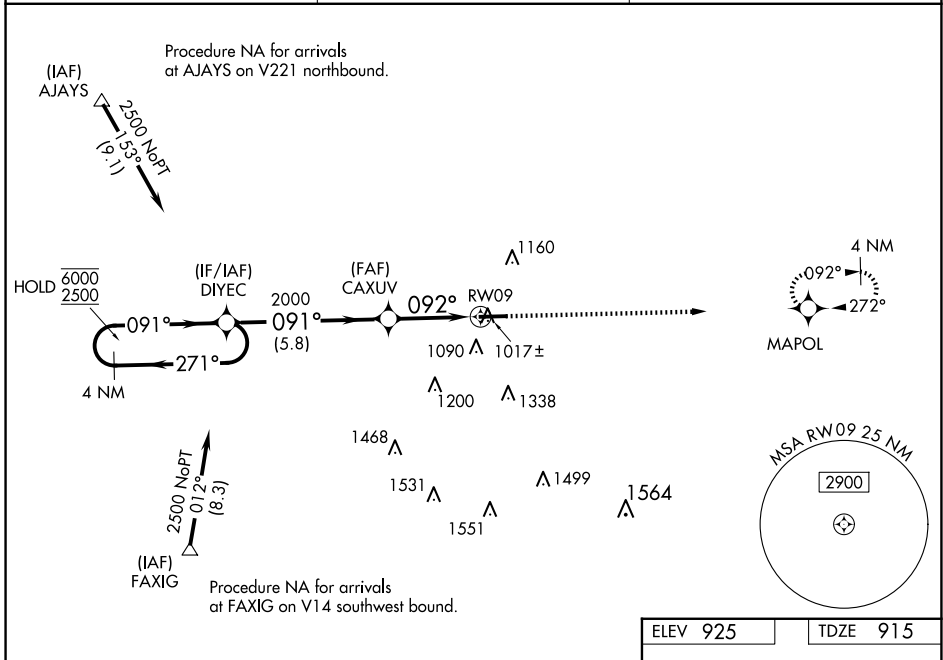 Procedure NA for arrivals
at AJAYS on V221 northbound.
(IAF)
AJAYS
2500 NoPT
153°
(9.1)
1160
4 NM
092°
272°
MAPOL
HOLD 6000
2500
(IF/IAF)
DIYEC
2000
091°
(5.8)
(FAF)
CAXUV
092°
RW09
091°
271°
4 NM
1090
1017±
1200
1338
1468
1531
1499
1551
1564
MSA RW09 25 NM
2900
2500 NoPT
012°
(8.3)
(IAF)
FAXIG
Procedure NA for arrivals
at FAXIG on V14 southwest bound.
ELEV 925
TDZE 915